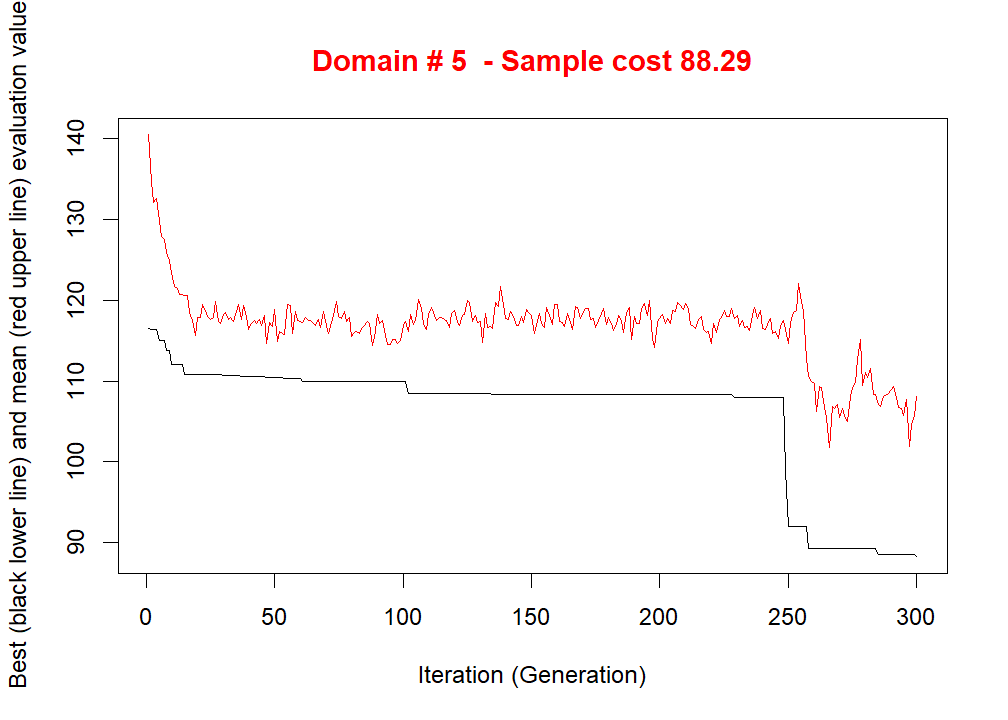 Domain # 5  - Sample cost 88.29
Best (black lower line) and mean (red upper line) evaluation value
140
130
120
110
100
90
0 50 100 150 200 250 300
Iteration (Generation)